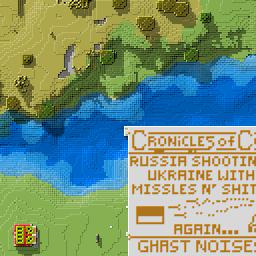 CRONICLES OF C
RUSSIA SHOOTIN
UKRAINE WITH
MISSLES N' SHIT
AGAIN...
GHAST NOISES